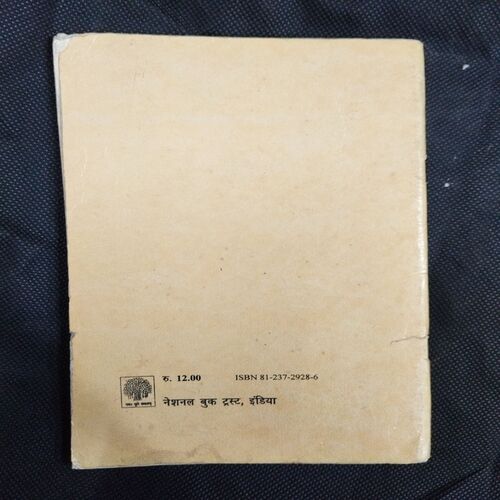 रु. 12.00 ISBN 81-237-2928-6
नेशनल बुक ट्रस्ट, इंडिया